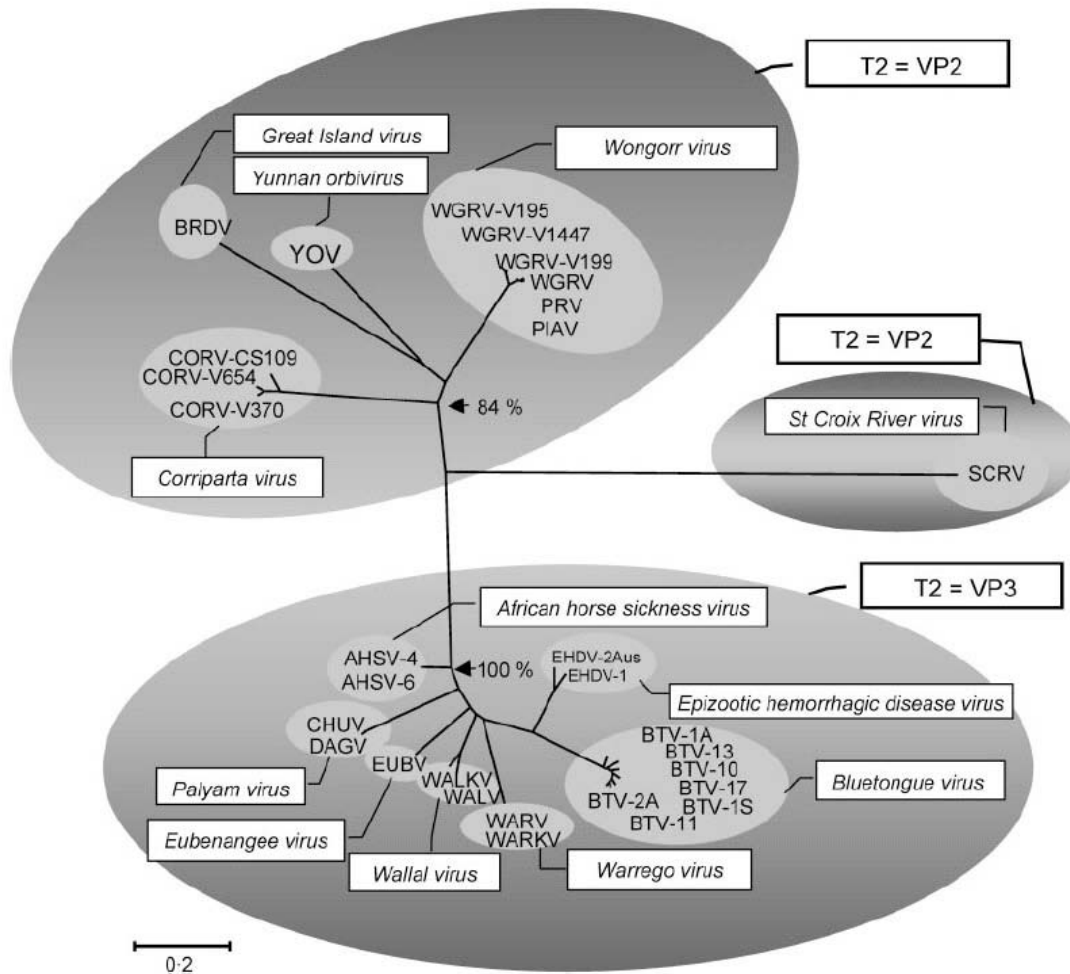 T2 = VP2
Great Island virus
Yunnan orbivirus
Wongorr virus
BRDV
YOV
WGRV-V195
WGRV-V1447
WGRV-V199
WGRV
PRV
PIAV
CORV-CS109
CORV-V654
CORV-V370
84 %
Corriparta virus
T2 = VP2
St Croix River virus
SCRV
T2 = VP3
African horse sickness virus
AHSV-4
AHSV-6
100 %
EHDV-2Aus
EHDV-1
Epizootic hemorrhagic disease virus
CHUV
DAGV
EUBV
WALKV
WALV
WARV
WARKV
BTV-1A
BTV-13
BTV-10
BTV-17
BTV-2A
BTV-1S
BTV-11
Bluetongue virus
Palyam virus
Eubenangee virus
Wallal virus
Warrego virus
0·2